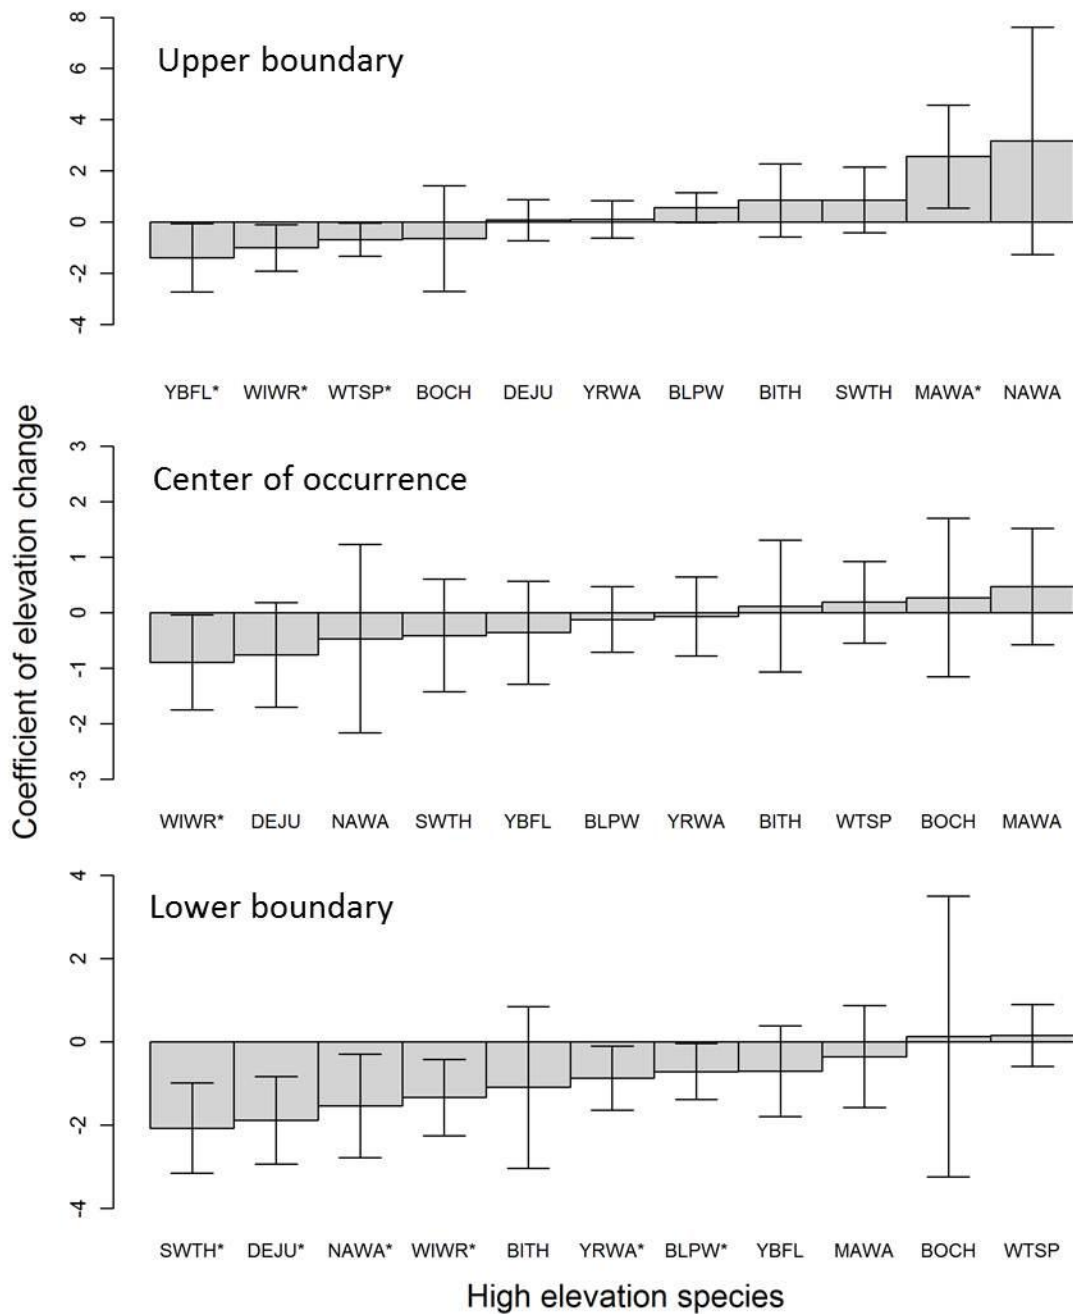 Upper boundary
8
6
4
2
0
-2
-4
YBFL* WIWR* WTSP* BOCH DEJU YRWA BLPW BITH SWTH MAWA* NAWA
Coefficient of elevation change
Center of occurrence
3
2
1
0
-1
-2
-3
WIWR* DEJU NAWA SWTH YBFL BLPW YRWA BITH WTSP BOCH MAWA
Lower boundary
4
2
0
-2
-4
SWTH* DEJU* NAWA* WIWR* BITH YRWA* BLPW* YBFL MAWA BOCH WTSP
High elevation species